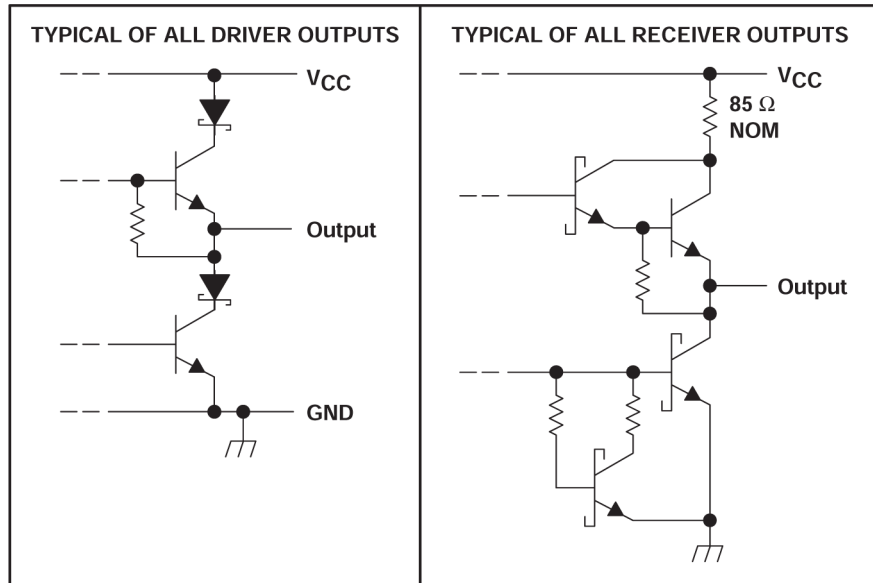 TYPICAL OF ALL DRIVER OUTPUTS
VCC
Output
GND
TYPICAL OF ALL RECEIVER OUTPUTS
VCC
85 Ω
NOM
Output